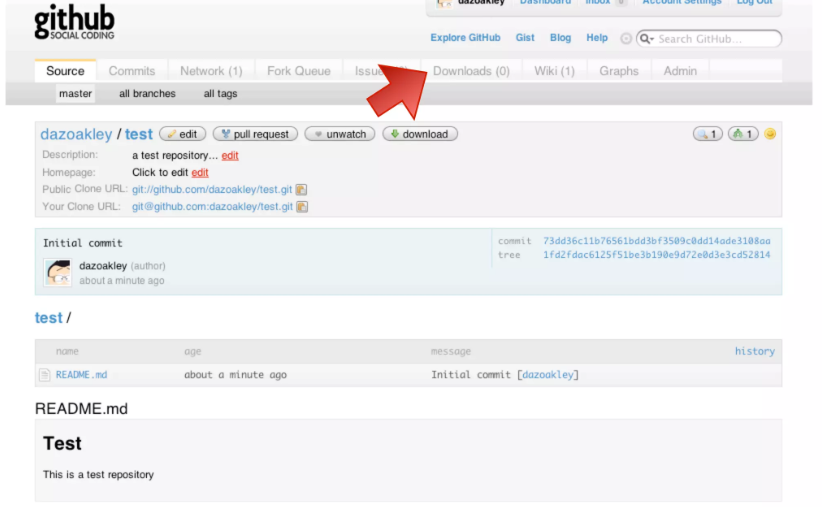 github
SOCIAL CODING
dazoakley Dashboard Inbox 0 Account Settings Log Out
Explore GitHub Gist Blog Help Search GitHub...
Source Commits Network (1) Fork Queue Downloads (0) Wiki (1) Graphs Admin
master all branches all tags
dazoakley / test edit pull request unwatch download 1 1
Description: a test repository... edit
Homepage: Click to edit edit
Public Clone URL: git://github.com/dazoakley/test.git
Your Clone URL: git@github.com:dazoakley/test.git
Initial commit
commit 73dd36c11b76561bdd3bf3509c0dd14ade3108aa
dazoakley (author)
tree 1fd2fdac6125f51be3b190e9d72e0d3e3cd52814
about a minute ago
test /
name age message history
README.md about a minute ago Initial commit [dazoakley]
README.md
Test
This is a test repository